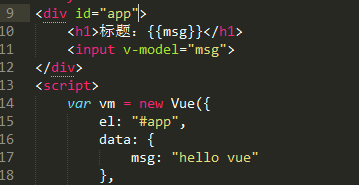 9 <div id="app">
10 <h1>标题：{{msg}}</h1>
11 <input v-model="msg">
12 </div>
13 <script>
14 var vm = new Vue({
15 el: "#app",
16 data: {
17 msg: "hello vue"
18 },